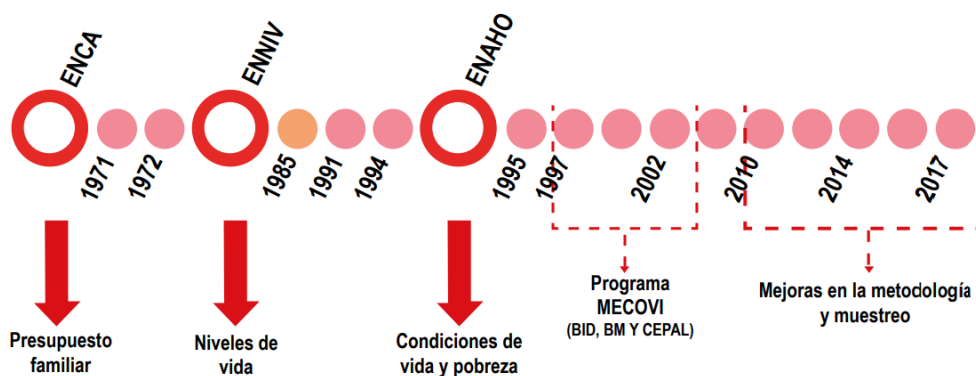 ENCA
ENNIV
ENAHO
1971
1972
1985
1991
1994
1995
1997
2002
2010
2014
2017
Presupuesto
familiar
Niveles de
vida
Condiciones de
vida y pobreza
Programa
MECOVI
(BID, BM Y CEPAL)
Mejoras en la metodología
y muestreo